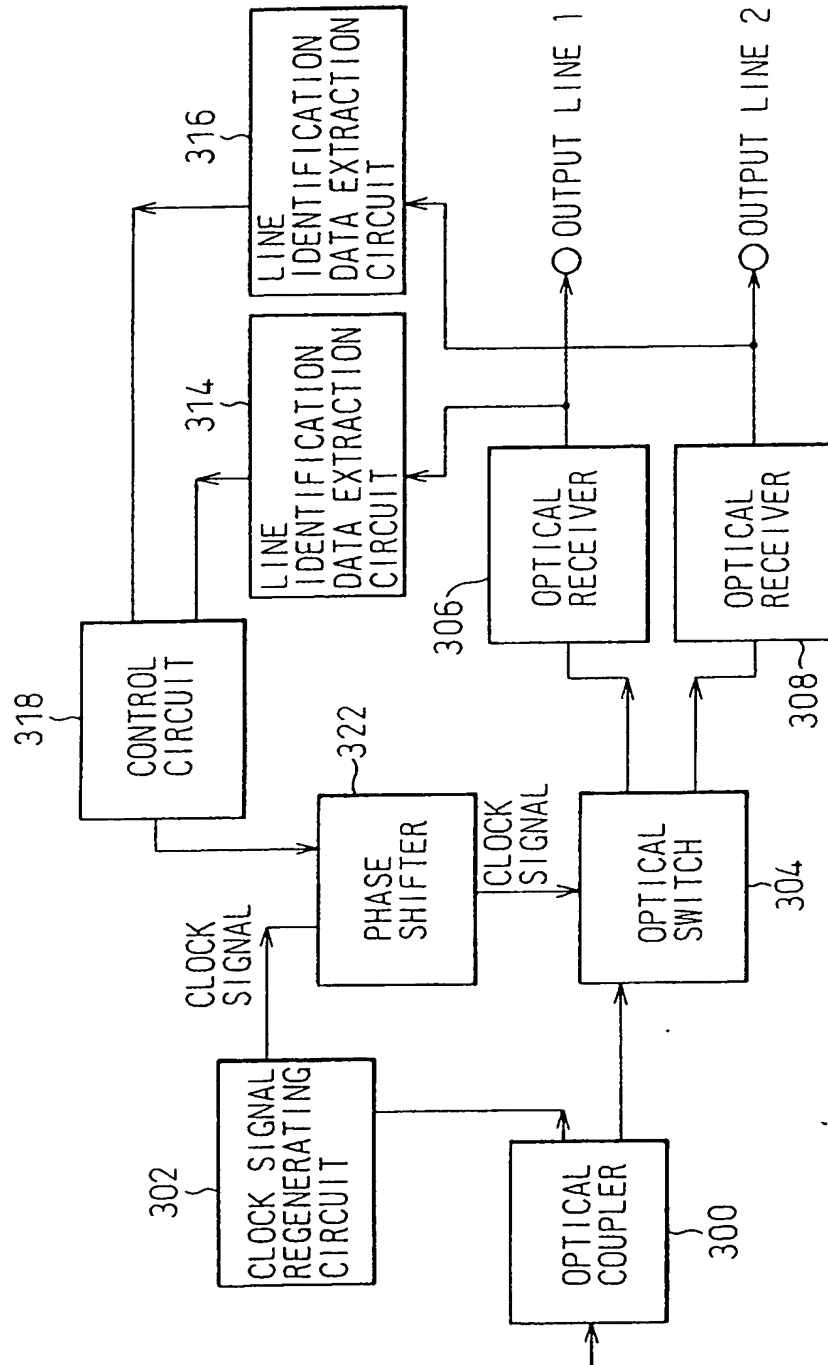 318
CONTROL
CIRCUIT
314
LINE
IDENTIFICATION
DATA EXTRACTION
CIRCUIT
316
LINE
IDENTIFICATION
DATA EXTRACTION
CIRCUIT
302
CLOCK SIGNAL
REGENERATING
CIRCUIT
CLOCK
SIGNAL
322
PHASE
SHIFTER
CLOCK
SIGNAL
306
OPTICAL
RECEIVER
OUTPUT LINE 1
300
OPTICAL
COUPLER
304
OPTICAL
SWITCH
308
OPTICAL
RECEIVER
OUTPUT LINE 2